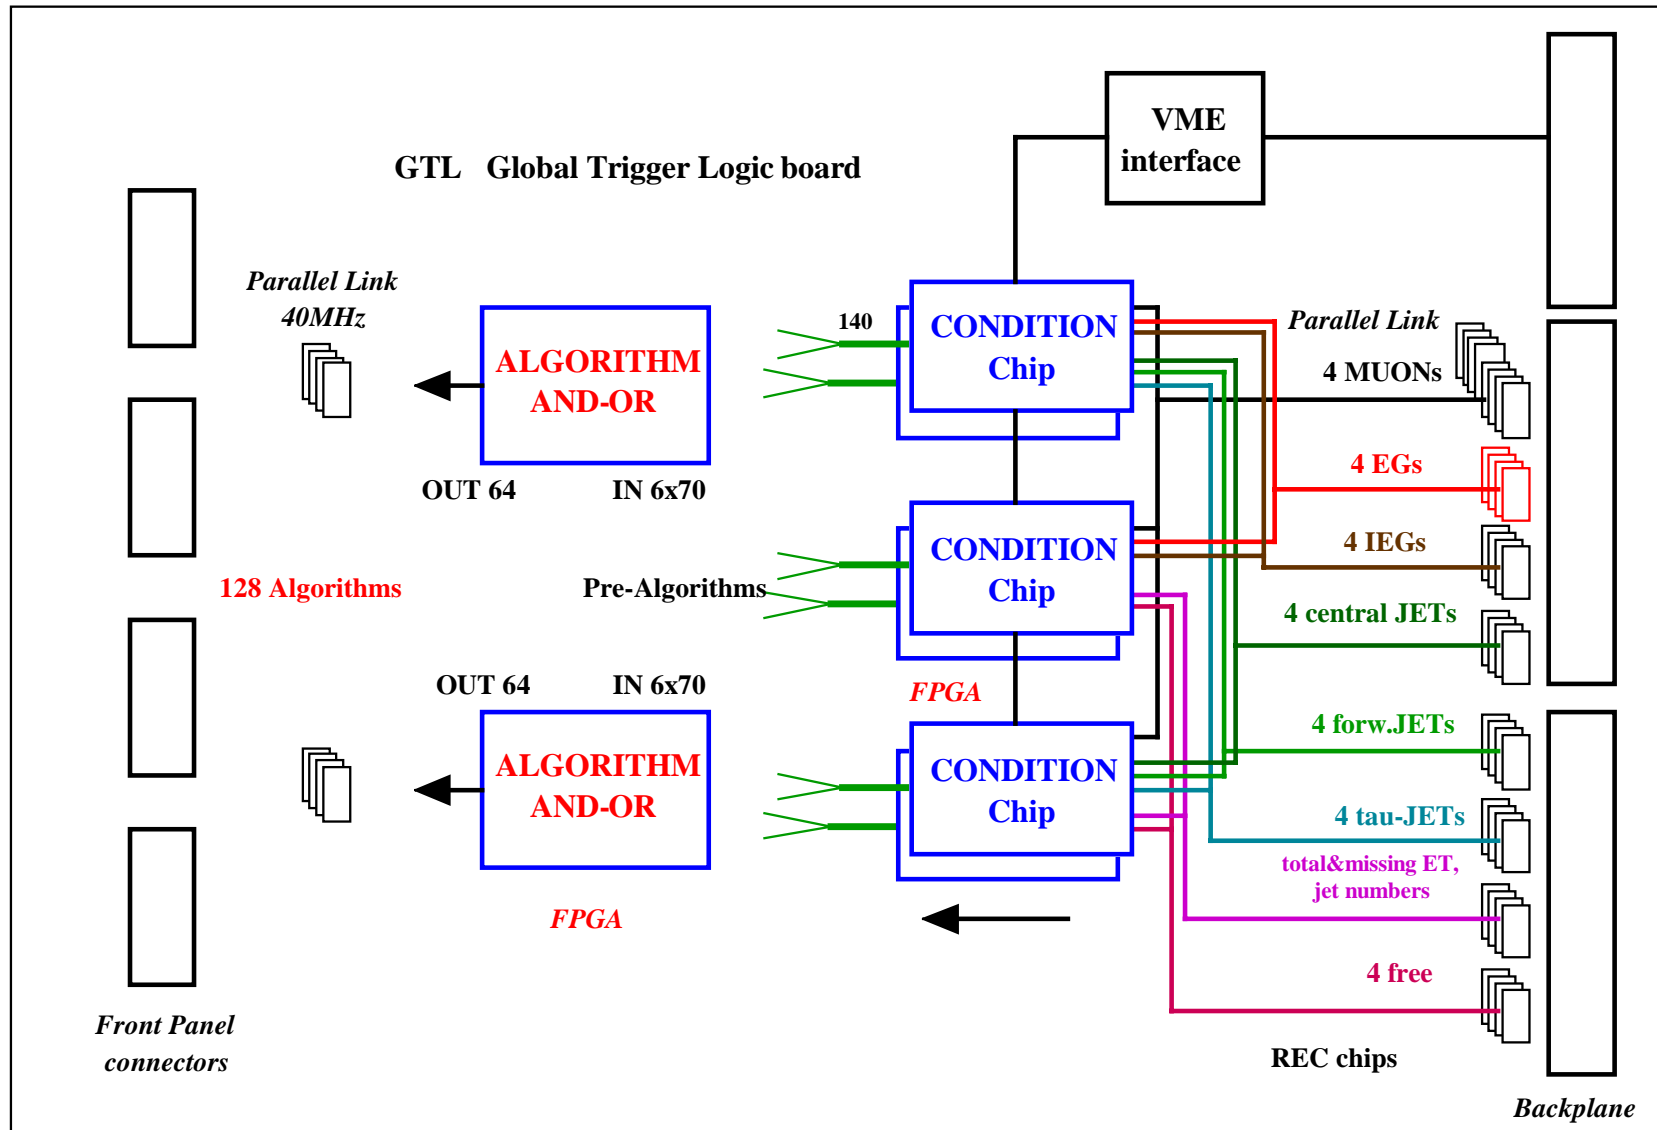 VME
interface
GTL Global Trigger Logic board
Parallel Link
40MHz
ALGORITHM
AND-OR
OUT 64 IN 6x70
140
CONDITION
Chip
Parallel Link
4 MUONs
4 EGs
CONDITION
Chip
4 IEGs
128 Algorithms
Pre-Algorithms
4 central JETs
OUT 64 IN 6x70
FPGA
ALGORITHM
AND-OR
CONDITION
Chip
4 forw.JETs
4 tau-JETs
total&missing ET,
jet numbers
FPGA
4 free
Front Panel
connectors
REC chips
Backplane